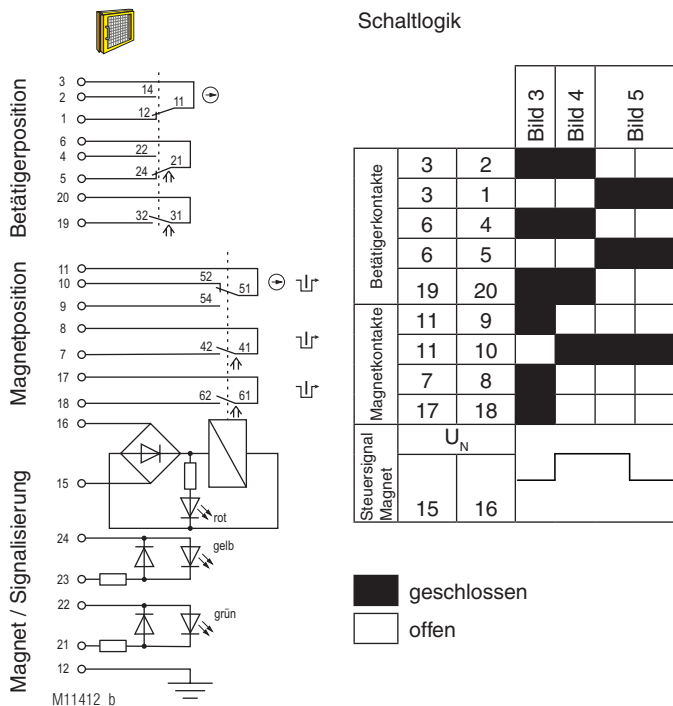 Schaltlogik
Betätigerposition
3
2
14
11
1
12
6
4
22
21
5
24
20
19
32
31
Magnetposition
11
10
52
51
9
54
8
7
42
41
17
18
62
61
Magnet / Signalisierung
16
15
rot
24
gelb
23
22
grün
21
12
M11412_b
Bild 3 Bild 4 Bild 5
Betätigerkontakte
3 2
3 1
6 4
6 5
19 20
Magnetkontakte
11 9
11 10
7 8
17 18
Steuersignal
Magnet
UN
15 16
geschlossen
offen